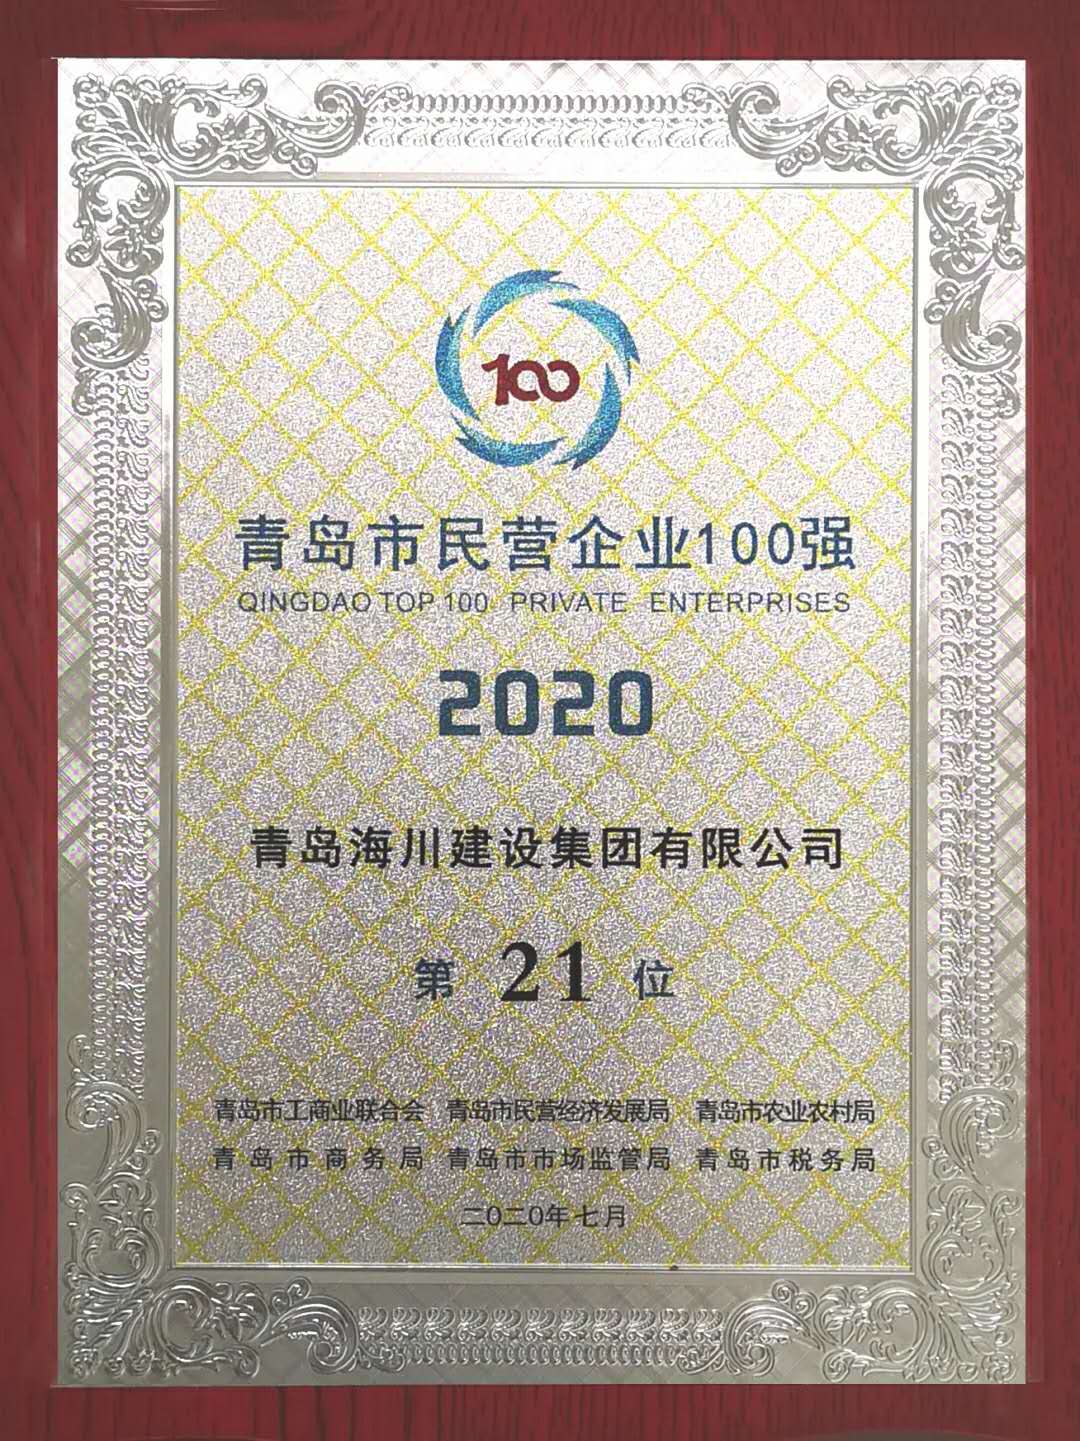 100
青岛市民营企业100强
QINGDAO TOP 100 PRIVATE ENTERPRISES
2020
青岛海川建设集团有限公司
第 21 位
青岛市工商业联合会 青岛市民营经济发展局 青岛市农业农村局
青岛市商务局 青岛市市场监管局 青岛市税务局
二〇二〇年七月